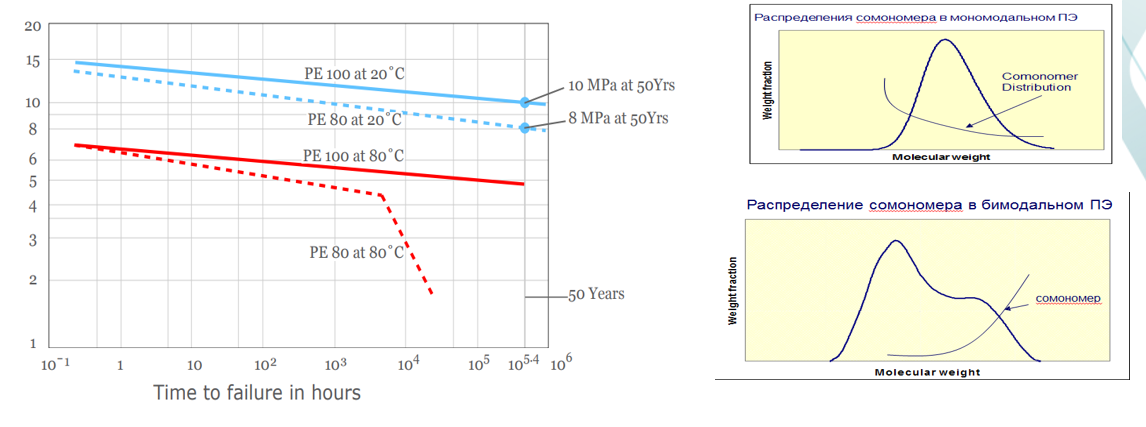 20
15
10
8
6
5
4
3
2
1
PE 100 at 20°C
PE 80 at 20°C
PE 100 at 80°C
PE 80 at 80°C
10 MPa at 50Yrs
8 MPa at 50Yrs
50 Years
10⁻¹ 1 10 10² 10³ 10⁴ 10⁵ 10⁵·⁴ 10⁶
Time to failure in hours
Распределения сомономера в мономодальном ПЭ
Weight fraction
Comonomer
Distribution
Molecular weight
Распределение сомономера в бимодальном ПЭ
Weight fraction
сомономер
Molecular weight